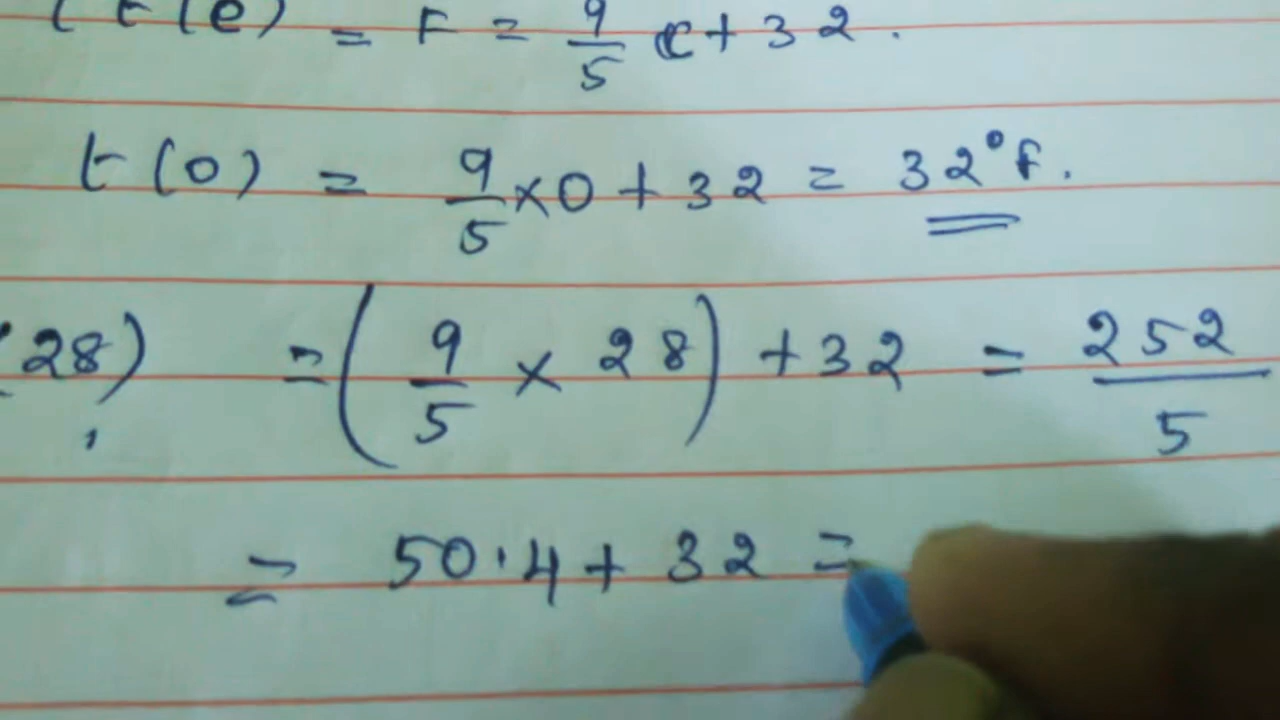 = F = 9/5 C + 32.
t(0) = 9/5 × 0 + 32 = 32°F.
(28) = (9/5 × 28) + 32 = 252/5
= 50.4 + 32 =